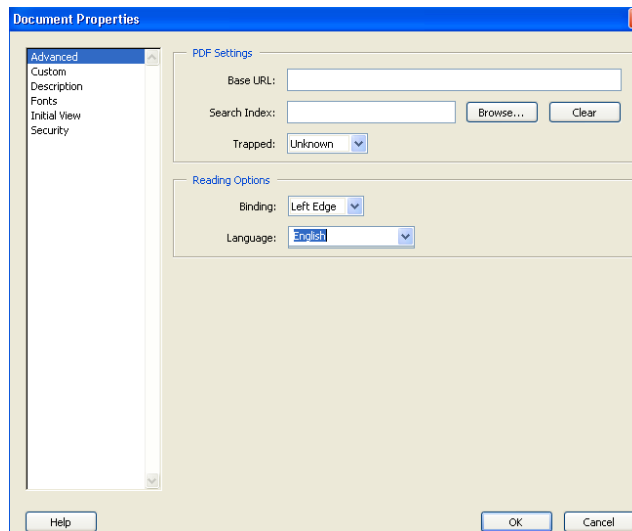 Document Properties
Advanced
Custom
Description
Fonts
Initial View
Security
PDF Settings
Base URL:
Search Index:
Browse...
Clear
Trapped:
Unknown
Reading Options
Binding:
Left Edge
Language:
English
Help
OK
Cancel